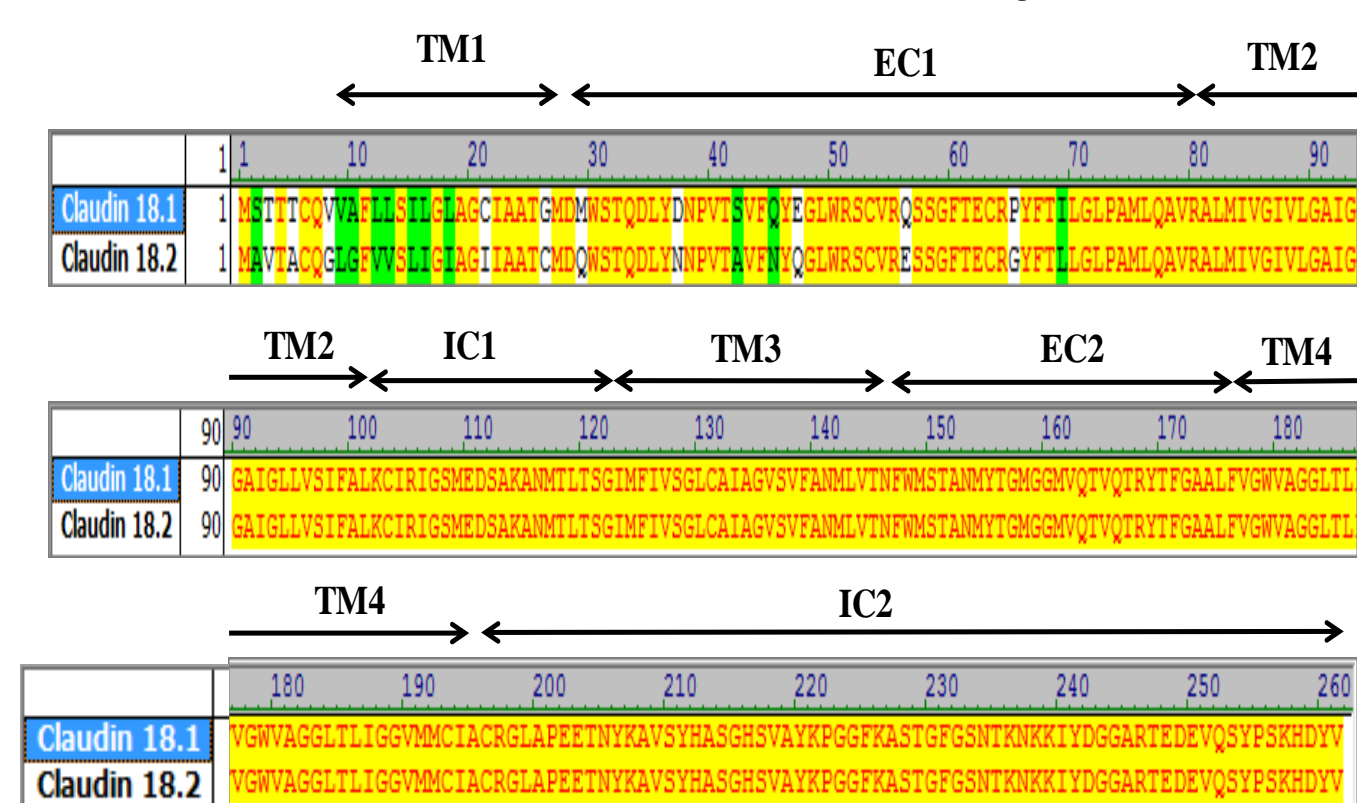 TM1 EC1 TM2
1 1 10 20 30 40 50 60 70 80 90
Claudin 18.1 1 MSTTTCQVVAFLLSILGLAGCIAATGMDMWSTQDLYDNPVTSVFQYEGLWRSCVRQSSGFTECRPYFTILGLPAMLQAVRALMIVGIVLGAIG
Claudin 18.2 1 MAVTACQGLGFVVSLIGIAGIIAATCMDQWSTQDLYNNPVTAVFNYQGLWRSCVRESSGFTECRGYFTLLGLPAMLQAVRALMIVGIVLGAIG
TM2 IC1 TM3 EC2 TM4
90 90 100 110 120 130 140 150 160 170 180
Claudin 18.1 90 GAIGLLVSIFALKCIRIGSMEDSAKANMTLTSGIMFIVSGLCAIAGVSVFANMLVTNFWMSTANMYTGMGGMVQTVQTRYTFGAALFVGWVAGGLTL
Claudin 18.2 90 GAIGLLVSIFALKCIRIGSMEDSAKANMTLTSGIMFIVSGLCAIAGVSVFANMLVTNFWMSTANMYTGMGGMVQTVQTRYTFGAALFVGWVAGGLTL
TM4 IC2
180 190 200 210 220 230 240 250 260
Claudin 18.1 VGWVAGGLTLIGGVMMCIACRGLAPEETNYKAVSYHASGHSVAYKPGGFKASTGFGSNTKNKKIYDGGARTEDEVQSYPSKHDYV
Claudin 18.2 VGWVAGGLTLIGGVMMCIACRGLAPEETNYKAVSYHASGHSVAYKPGGFKASTGFGSNTKNKKIYDGGARTEDEVQSYPSKHDYV